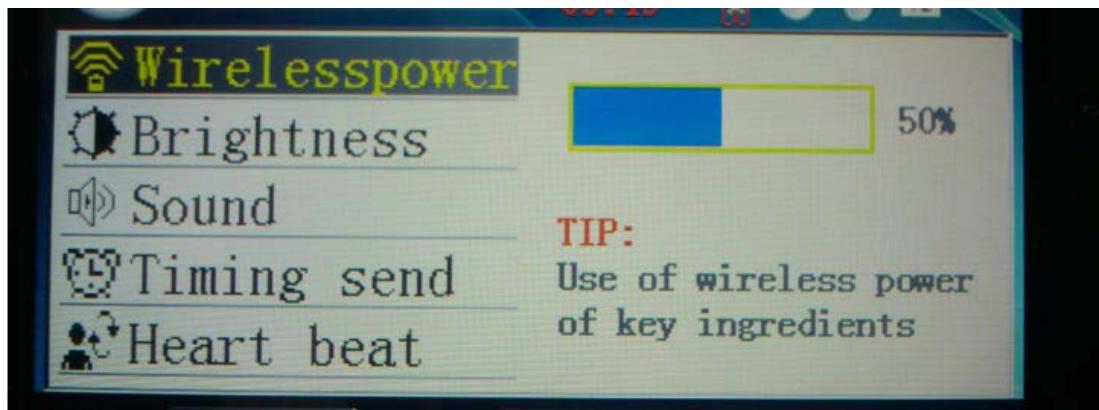 Wirelesspower
Brightness
Sound
Timing send
Heart beat
50%
TIP:
Use of wireless power
of key ingredients